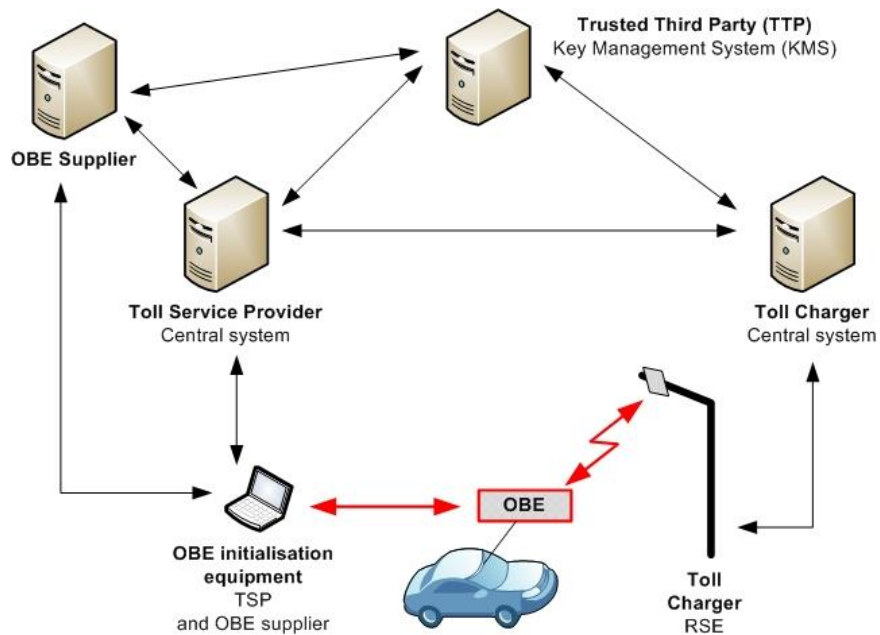 Trusted Third Party (TTP)
Key Management System (KMS)
OBE Supplier
Toll Service Provider
Central system
Toll Charger
Central system
OBE
OBE initialisation
equipment
TSP
and OBE supplier
Toll
Charger
RSE